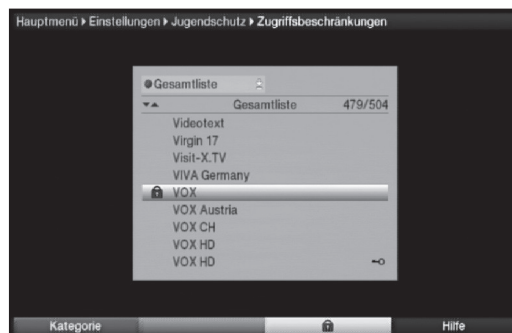 Hauptmenü Einstellungen Jugendschutz Zugriffsbeschränkungen
Gesamtliste
Gesamtliste 479/504
Videotext
Virgin 17
Visit-X.TV
VIVA Germany
VOX
VOX Austria
VOX CH
VOX HD
VOX HD
Kategorie Hilfe